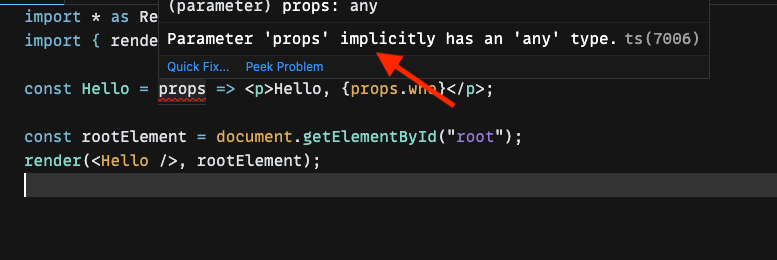 (parameter) props: any
import * as Re
import { rende
Parameter 'props' implicitly has an 'any' type. ts(7006)
Quick Fix... Peek Problem
const Hello = props => <p>Hello, {props.who}</p>;
const rootElement = document.getElementById("root");
render(<Hello />, rootElement);